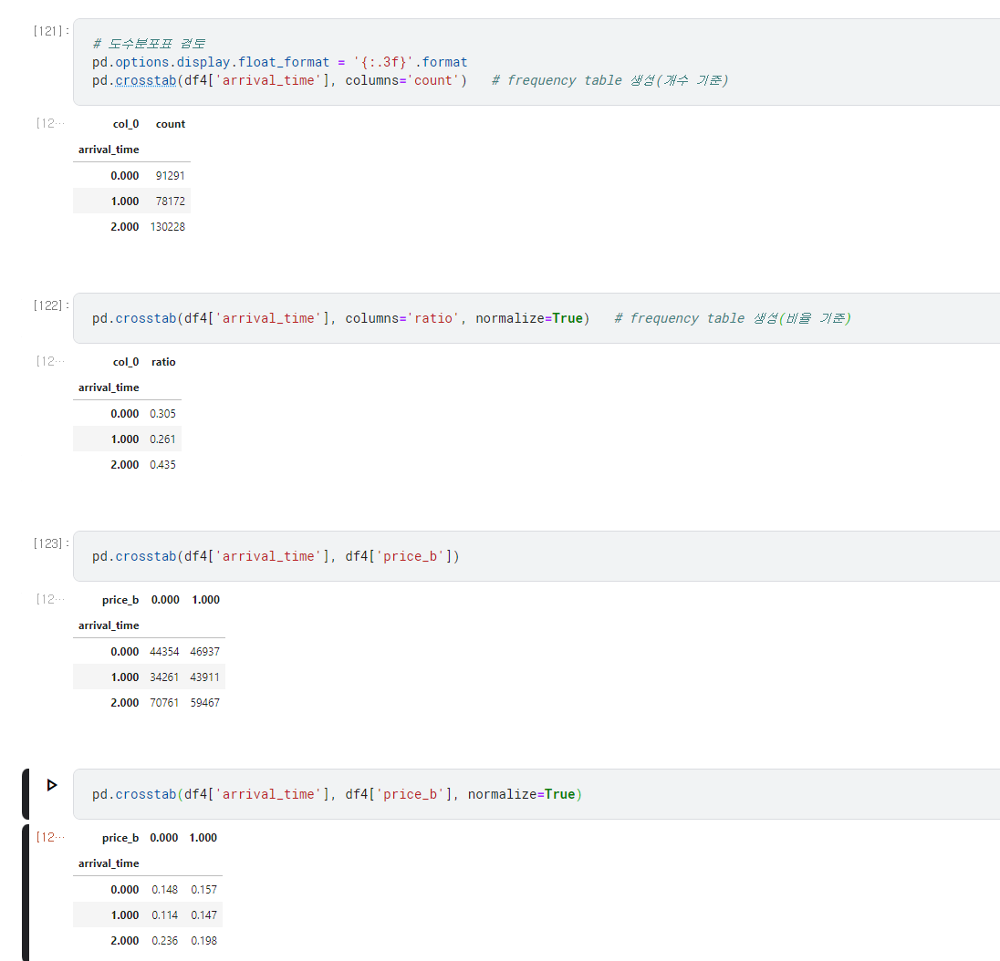 [121]:
# 도수분포표 검토
pd.options.display.float_format = '{:.3f}'.format
pd.crosstab(df4['arrival_time'], columns='count')   # frequency table 생성(개수 기준)
[12…
col_0 count
arrival_time
0.000 91291
1.000 78172
2.000 130228
[122]:
pd.crosstab(df4['arrival_time'], columns='ratio', normalize=True)   # frequency table 생성(비율 기준)
[12…
col_0 ratio
arrival_time
0.000 0.305
1.000 0.261
2.000 0.435
[123]:
pd.crosstab(df4['arrival_time'], df4['price_b'])
[12…
price_b 0.000 1.000
arrival_time
0.000 44354 46937
1.000 34261 43911
2.000 70761 59467
pd.crosstab(df4['arrival_time'], df4['price_b'], normalize=True)
[12…
price_b 0.000 1.000
arrival_time
0.000 0.148 0.157
1.000 0.114 0.147
2.000 0.236 0.198